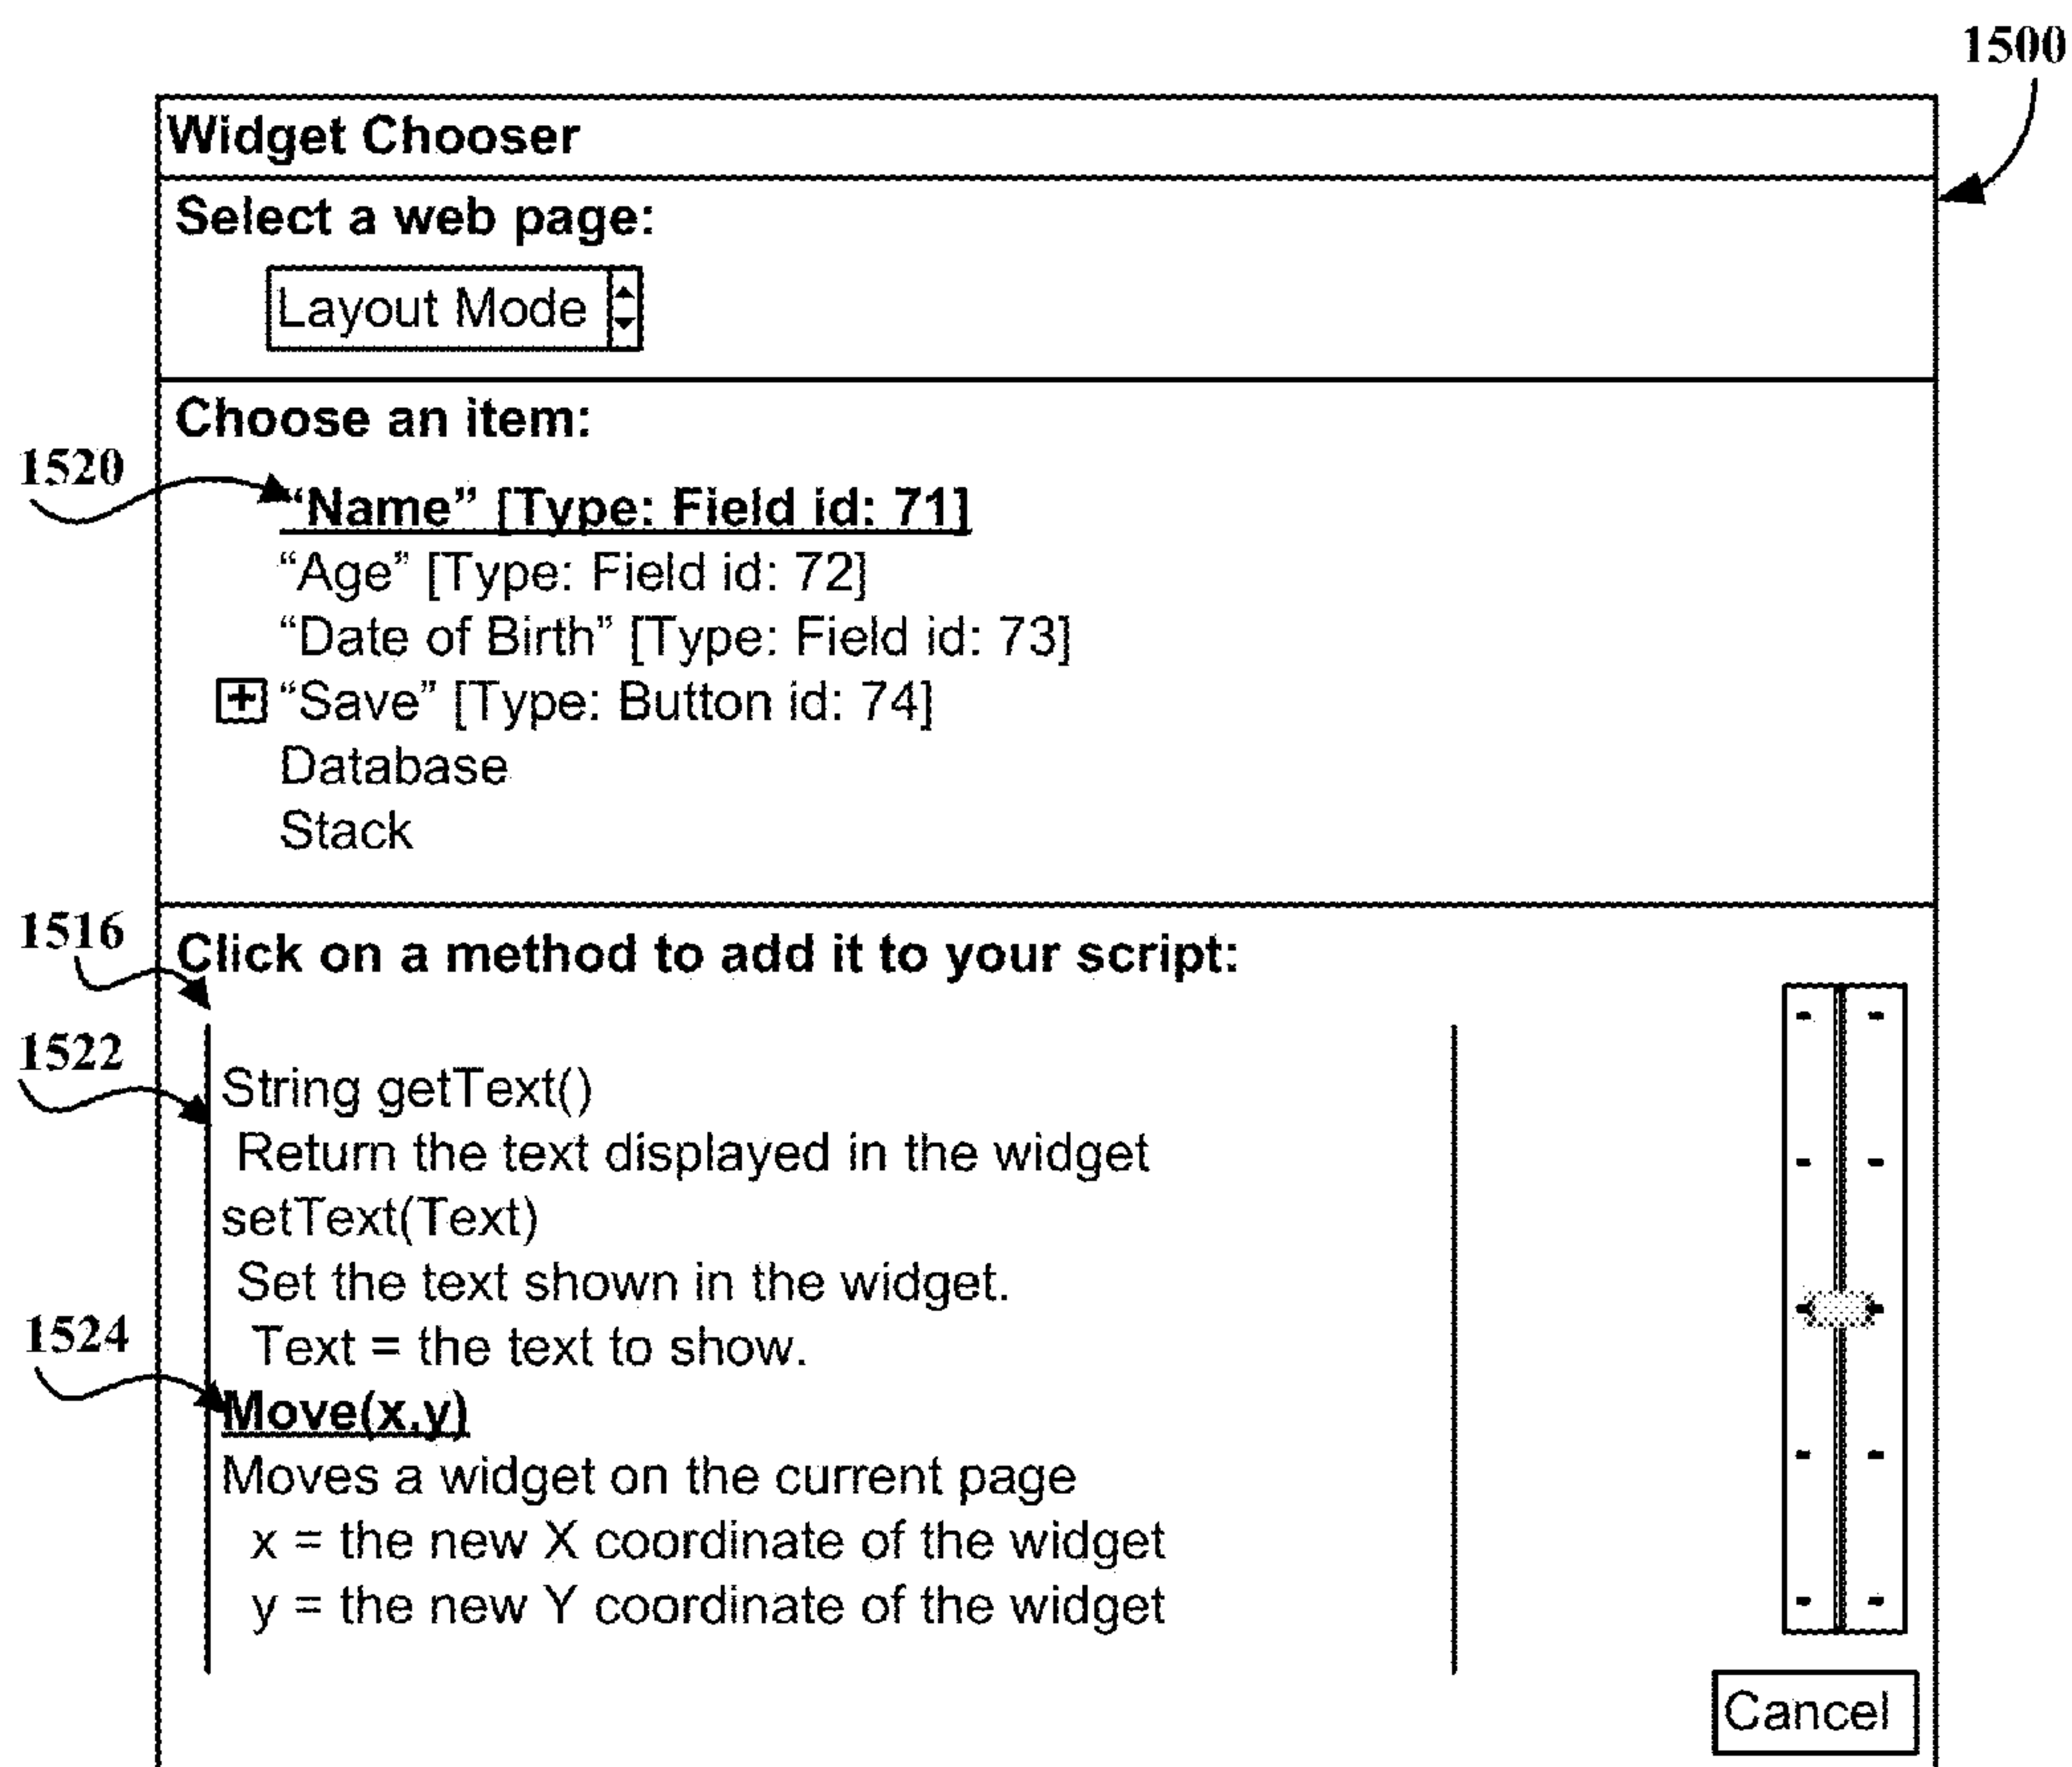 1500
Widget Chooser
Select a web page:
Layout Mode
Choose an item:
1520
“Name” [Type: Field id: 71]
“Age” [Type: Field id: 72]
“Date of Birth” [Type: Field id: 73]
+ “Save” [Type: Button id: 74]
Database
Stack
1516
Click on a method to add it to your script:
1522
String getText()
Return the text displayed in the widget
setText(Text)
Set the text shown in the widget.
Text = the text to show.
1524
Move(x,y)
Moves a widget on the current page
x = the new X coordinate of the widget
y = the new Y coordinate of the widget
Cancel